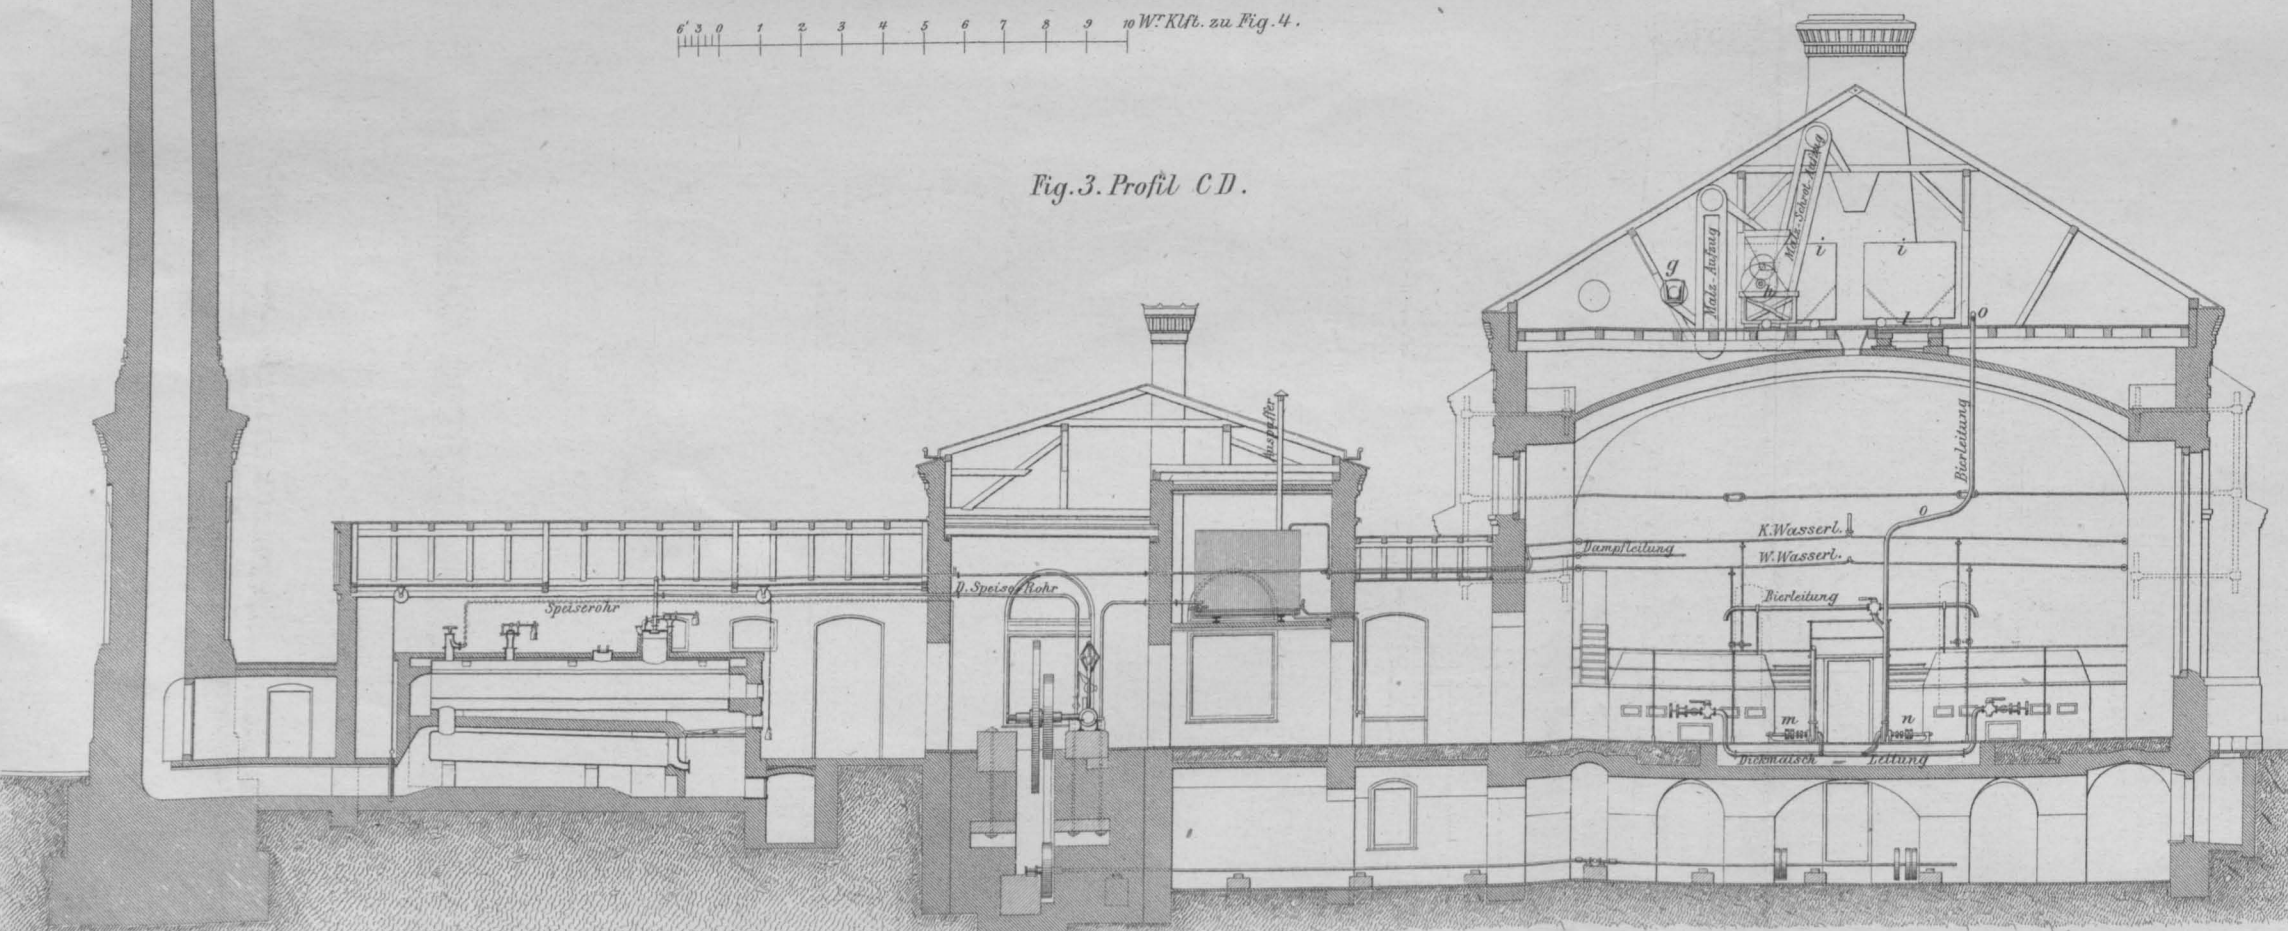 6' 3 0 1 2 3 4 5 6 7 8 9 10 Wr. Klft. zu Fig. 4.
Fig. 3. Profil C D.
Malz-Schrot-Aufzug
Malz-Aufzug
g
h
i
i
l
o
Auspuffer
Bierleitung
o
K. Wasserl.
Dampfleitung
W. Wasserl.
D. Speise Rohr
Speiserohr
Bierleitung
m
n
Dickmaisch - Leitung